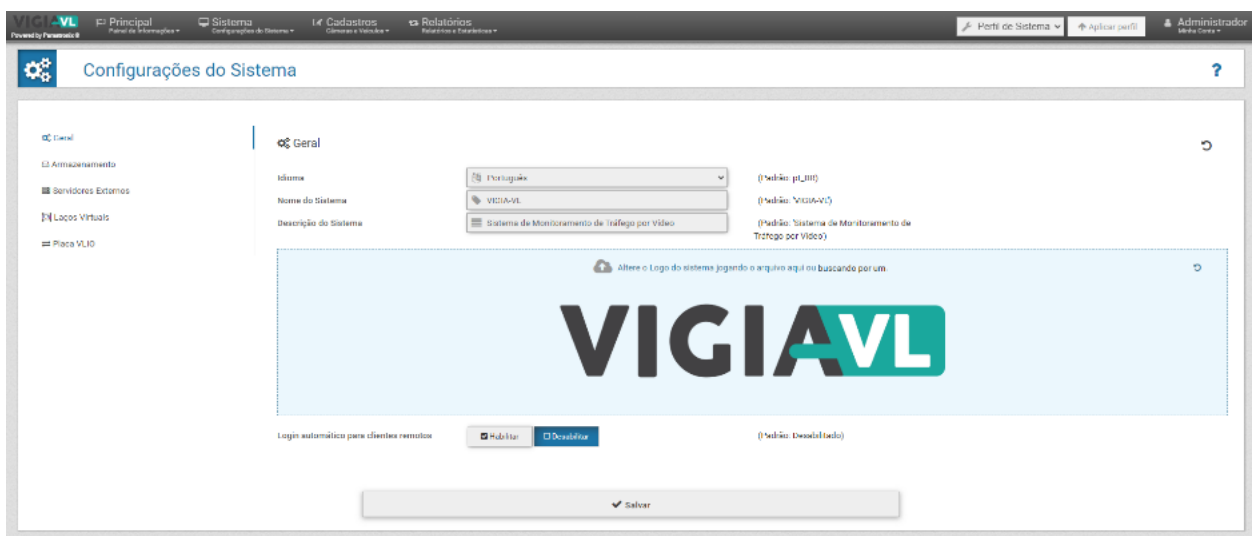 VIGIA VL
Powered by Pumatronix ®
Principal
Painel de Informações
Sistema
Configurações do Sistema
Cadastros
Câmeras e Veículos
Relatórios
Relatórios e Estatísticas
Perfil de Sistema
Aplicar perfil
Administrador
Minha Conta
Configurações do Sistema
?
Geral
Armazenamento
Servidores Externos
Laços Virtuais
Placa VLIO
Geral
Idioma
Português
(Padrão: pt_BR)
Nome do Sistema
VIGIA-VL
(Padrão: 'VIGIA-VL')
Descrição do Sistema
Sistema de Monitoramento de Tráfego por Vídeo
(Padrão: 'Sistema de Monitoramento de
Tráfego por Vídeo')
Altere o Logo do sistema jogando o arquivo aqui ou buscando por um.
VIGIA VL
Login automático para clientes remotos
Habilitar
Desabilitar
(Padrão: Desabilitado)
Salvar